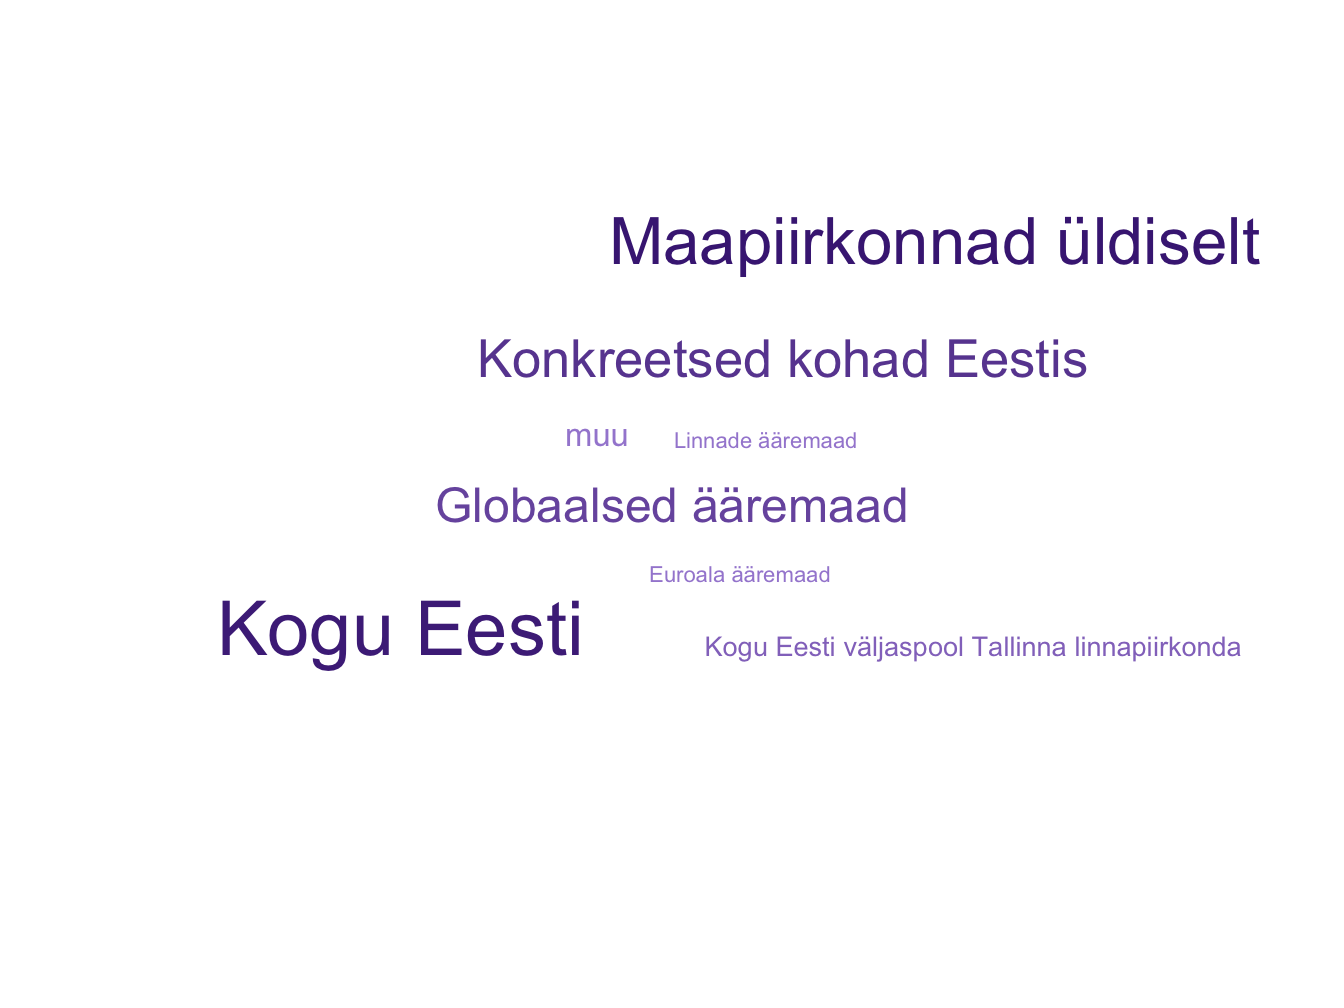 Maapiirkonnad üldiselt
Konkreetsed kohad Eestis
muu
Linnade ääremaad
Globaalsed ääremaad
Euroala ääremaad
Kogu Eesti
Kogu Eesti väljaspool Tallinna linnapiirkonda